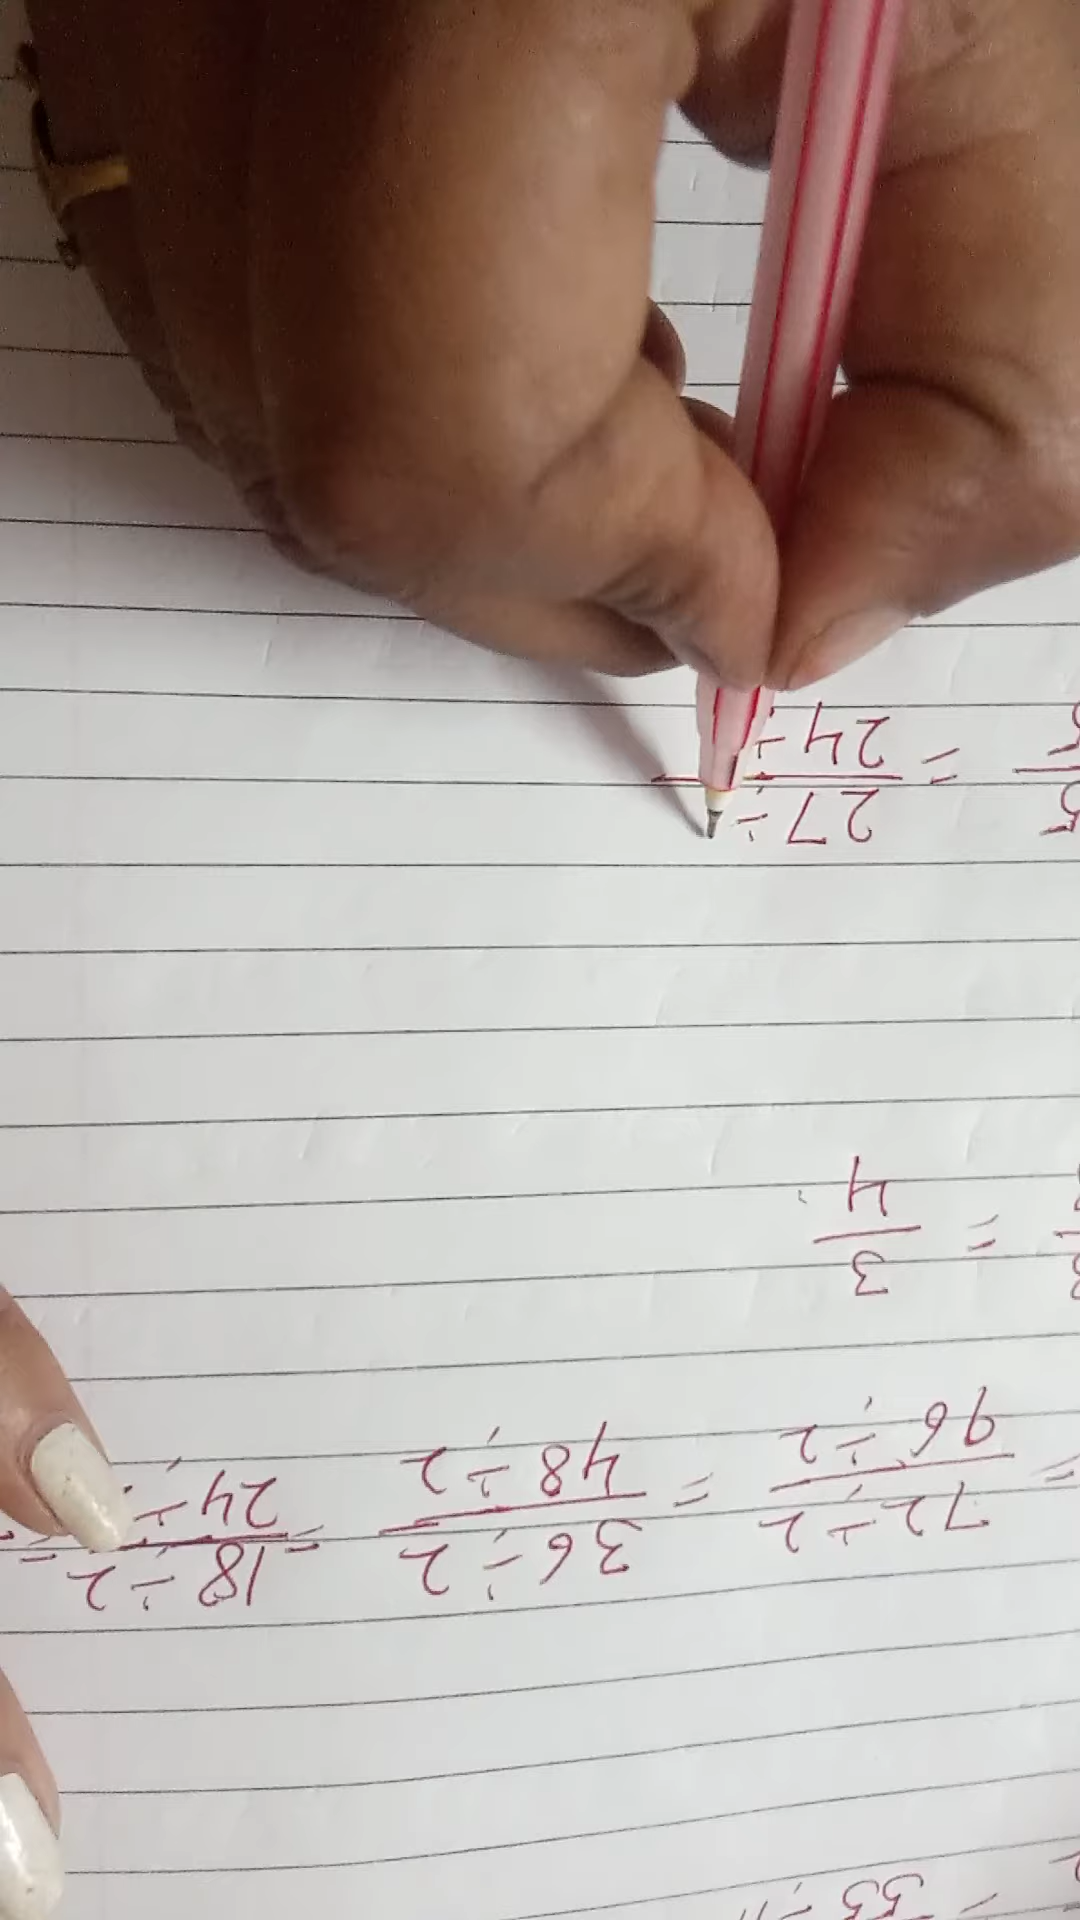 = 72÷2 = 36÷2 = 18÷2 =
96÷2 48÷2 24÷
= 3
4
= 27÷
24÷